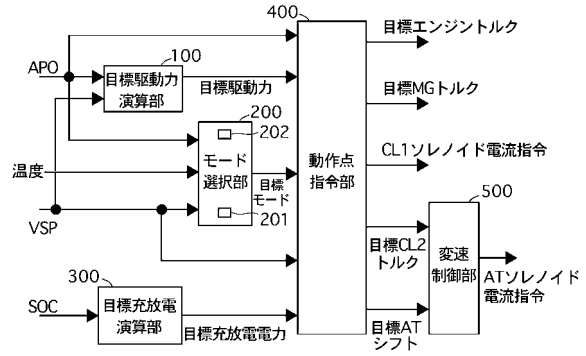 400
100
APO
目標駆動力
演算部
目標駆動力
200
202
モード
選択部
201
温度
VSP
目標
モード
300
SOC
目標充放電
演算部
目標充放電電力
動作点
指令部
目標エンジントルク
目標MGトルク
CL1ソレノイド電流指令
500
目標CL2
トルク
変速
制御部
ATソレノイド
電流指令
目標AT
シフト